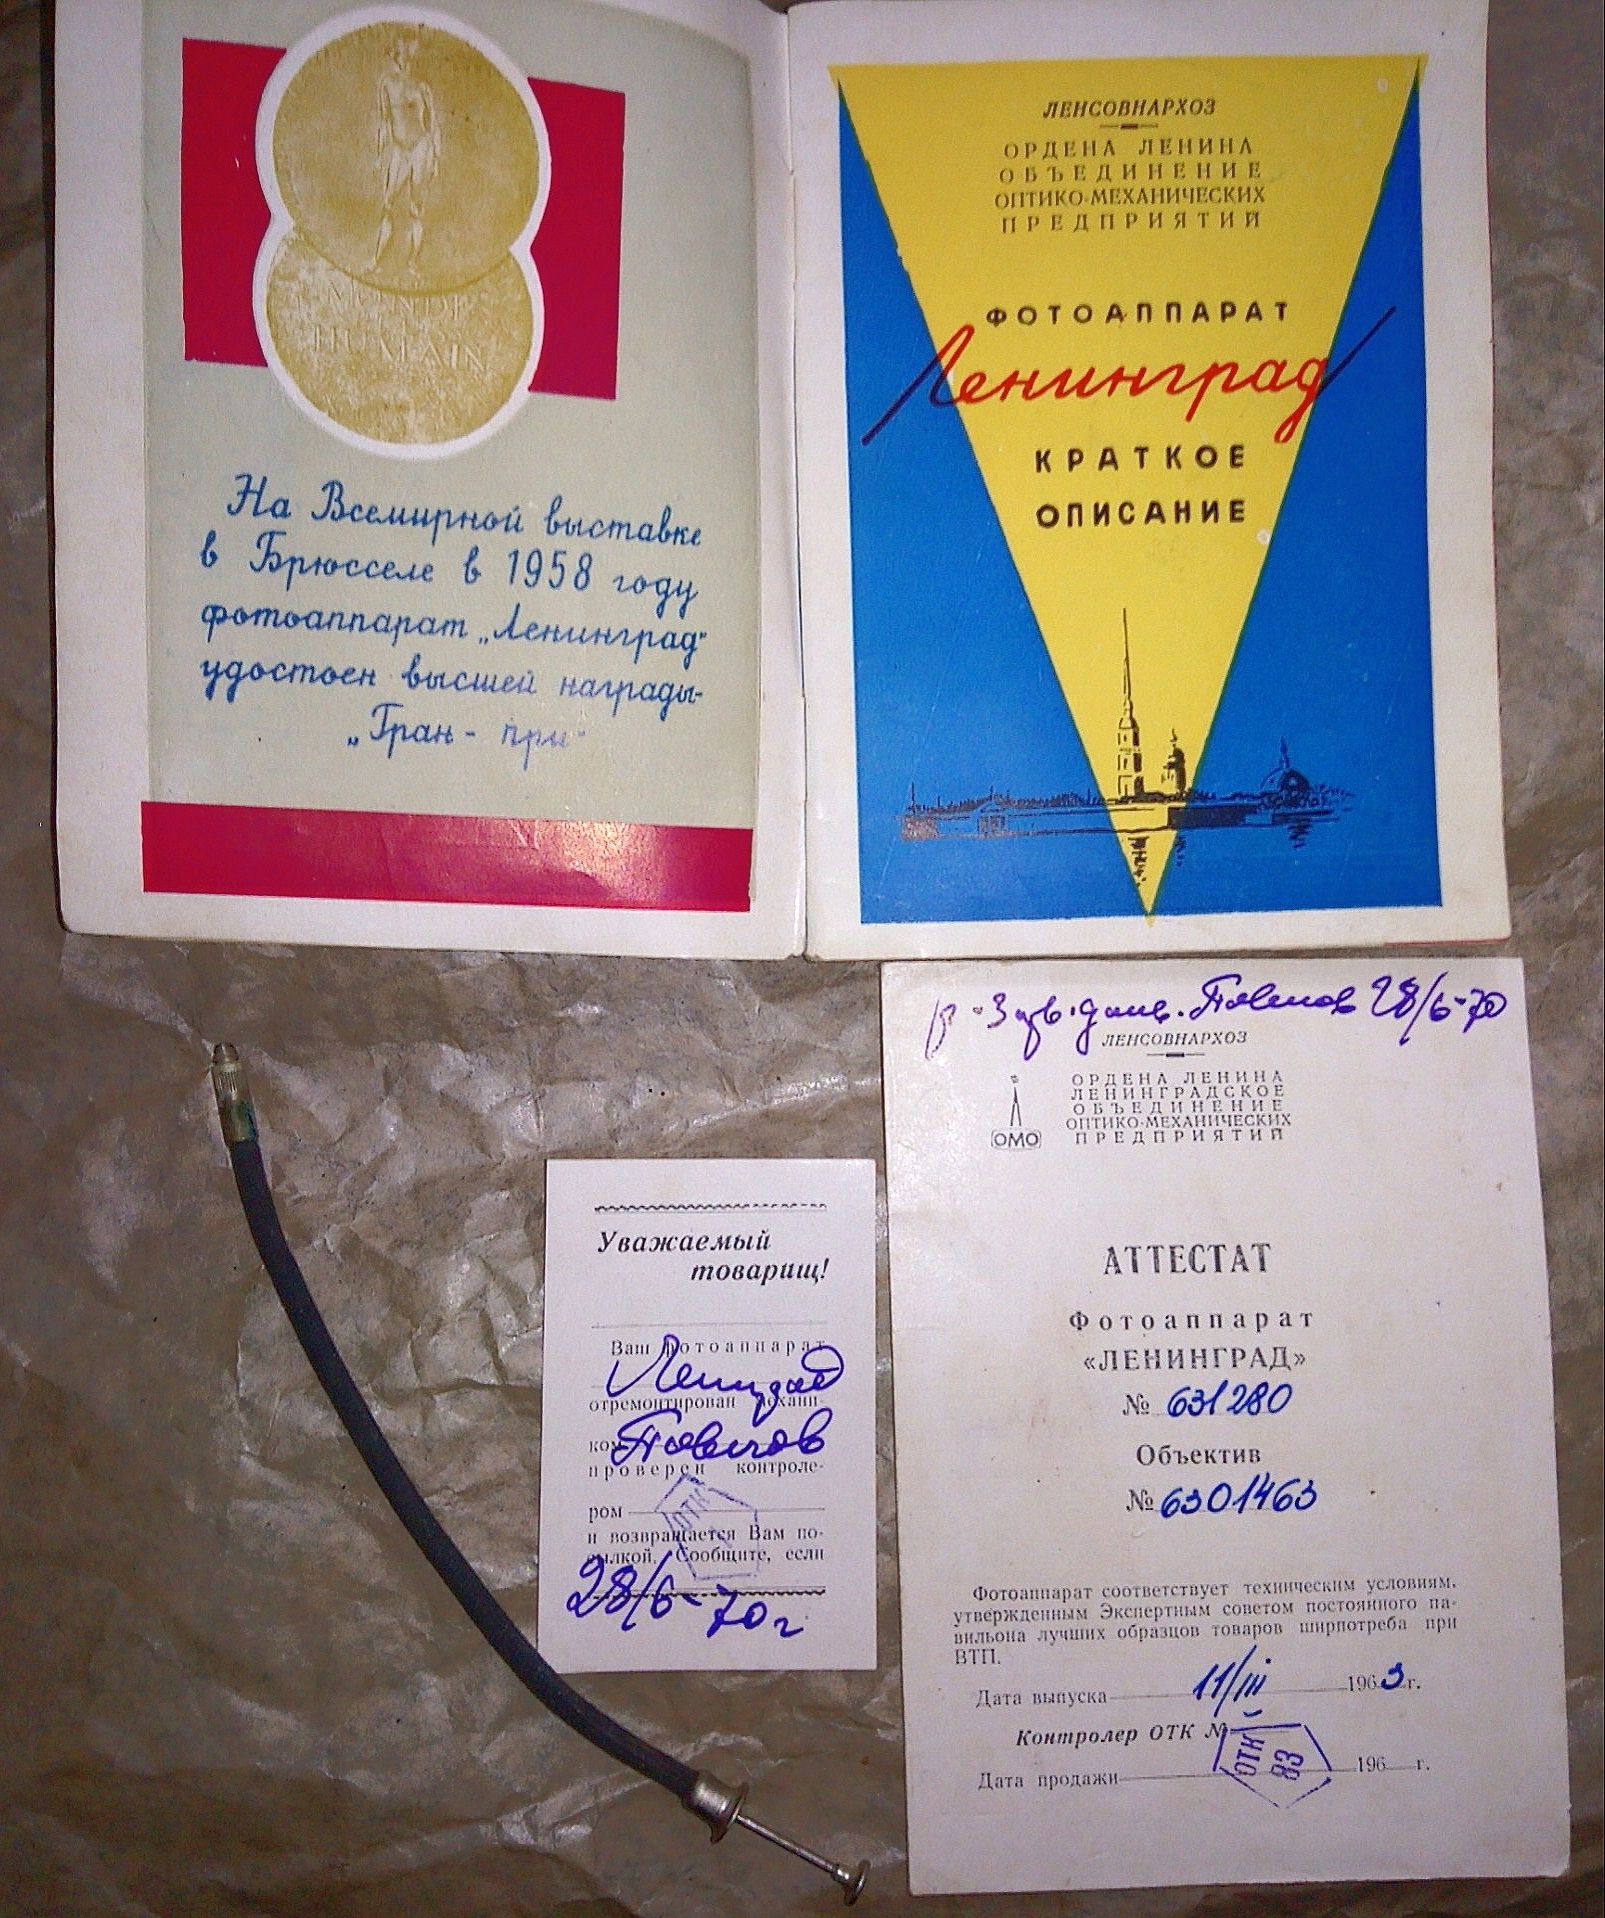 MONDE
HUMAIN
На Всемирной выставке
в Брюсселе в 1958 году
фотоаппарат „Ленинград“
удостоен высшей награды-
„Гран- при“
ЛЕНСОВНАРХОЗ
ОРДЕНА ЛЕНИНА
ОБЪЕДИНЕНИЕ
ОПТИКО-МЕХАНИЧЕСКИХ
ПРЕДПРИЯТИЙ
ФОТОАППАРАТ
Ленинград
КРАТКОЕ
ОПИСАНИЕ
Уважаемый
товарищ!
Ваш фотоаппарат
Ленинград
отремонтирован механи-
ком
проверен контроле-
ром
ОТК
и возвращается Вам по-
сылкой. Сообщите, если
28/6-70г
28/6-70
ЛЕНСОВНАРХОЗ
ОРДЕНА ЛЕНИНА
ЛЕНИНГРАДСКОЕ
ОБЪЕДИНЕНИЕ
ОПТИКО-МЕХАНИЧЕСКИХ
ПРЕДПРИЯТИЙ
ОМО
АТТЕСТАТ
Фотоаппарат
«ЛЕНИНГРАД»
№ 631280
Объектив
№ 6301463
Фотоаппарат соответствует техническим условиям,
утвержденным Экспертным советом постоянного па-
вильона лучших образцов товаров ширпотреба при
ВТП.
Дата выпуска 11/III 1963 г.
Контролер ОТК №
ОТК
83
Дата продажи 196 г.